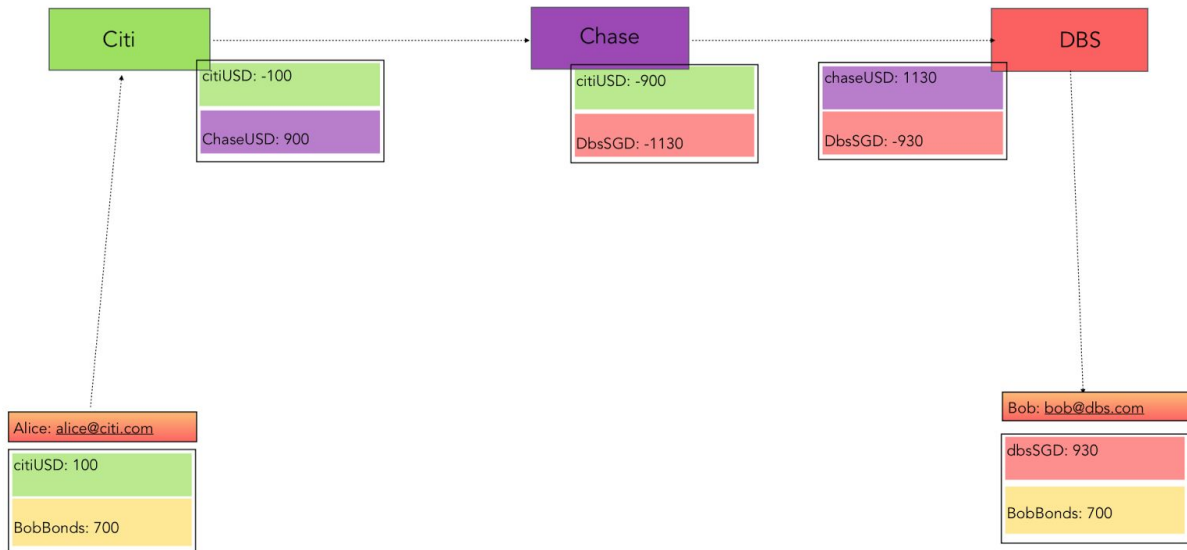 Citi
Chase
DBS
citiUSD: -100
ChaseUSD: 900
citiUSD: -900
DbsSGD: -1130
chaseUSD: 1130
DbsSGD: -930
Alice: alice@citi.com
citiUSD: 100
BobBonds: 700
Bob: bob@dbs.com
dbsSGD: 930
BobBonds: 700